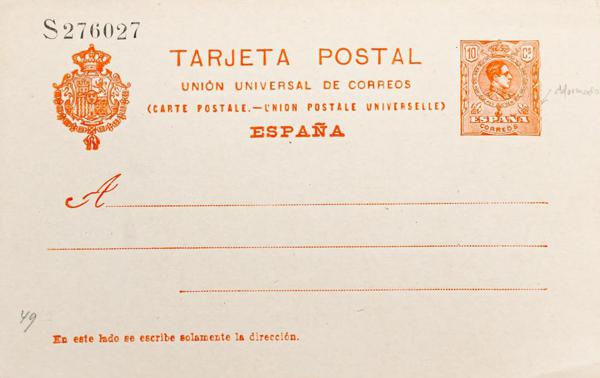 S276027
TARJETA POSTAL
UNIÓN UNIVERSAL DE CORREOS
(CARTE POSTALE.—L'UNION POSTALE UNIVERSELLE)
ESPAÑA
10 Cs
ESPAÑA
CORREOS
A
49
En este lado se escribe solamente la dirección.